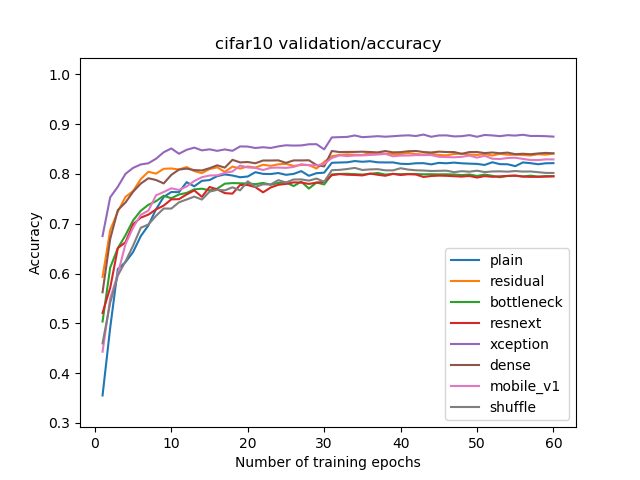 cifar10 validation/accuracy
1.0
0.9
0.8
0.7
0.6
0.5
0.4
0.3
Accuracy
0 10 20 30 40 50 60
Number of training epochs
plain
residual
bottleneck
resnext
xception
dense
mobile_v1
shuffle